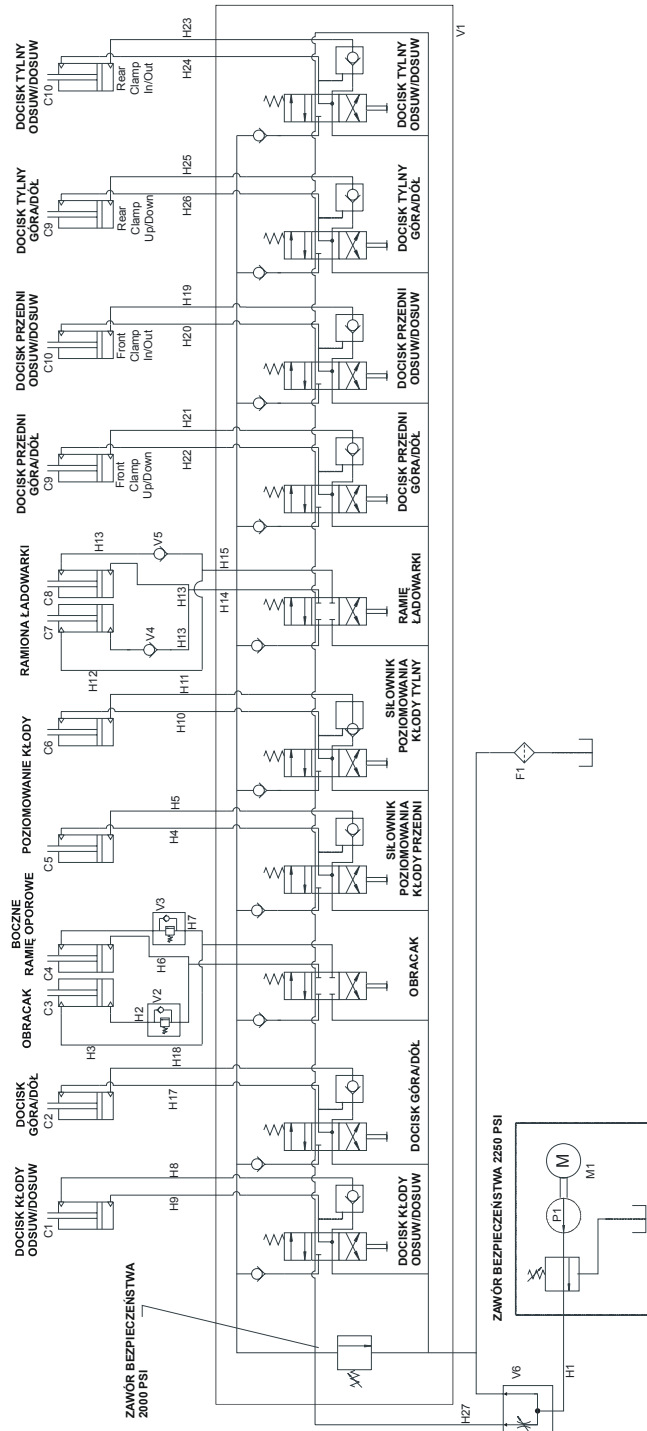 DOCISK KŁODY
ODSUW/DOSUW
C1
H8
H9
DOCISK KŁODY
ODSUW/DOSUW
DOCISK
GÓRA/DÓŁ
C2
H17
DOCISK GÓRA/DÓŁ
OBRACAK
C3
BOCZNE
RAMIĘ OPOROWE
C4
H3
H2
V2
H18
V3
H7
H6
OBRACAK
POZIOMOWANIE KŁODY
C5
H5
H4
SIŁOWNIK
POZIOMOWANIA
KŁODY PRZEDNI
C6
H11
H10
SIŁOWNIK
POZIOMOWANIA
KŁODY TYLNY
RAMIONA ŁADOWARKI
C7
C8
H12
V4
H13
H13
H13
V5
H15
H14
RAMIĘ
ŁADOWARKI
DOCISK PRZEDNI
GÓRA/DÓŁ
C9
Front
Clamp
Up/Down
H21
H22
DOCISK PRZEDNI
GÓRA/DÓŁ
DOCISK PRZEDNI
ODSUW/DOSUW
C10
Front
Clamp
In/Out
H19
H20
DOCISK PRZEDNI
ODSUW/DOSUW
DOCISK TYLNY
GÓRA/DÓŁ
C9
Rear
Clamp
Up/Down
H25
H26
DOCISK TYLNY
GÓRA/DÓŁ
DOCISK TYLNY
ODSUW/DOSUW
C10
Rear
Clamp
In/Out
H23
H24
DOCISK TYLNY
ODSUW/DOSUW
V1
ZAWÓR BEZPIECZEŃSTWA
2000 PSI
H27
V6
H1
ZAWÓR BEZPIECZEŃSTWA 2250 PSI
P1
M
M1
F1